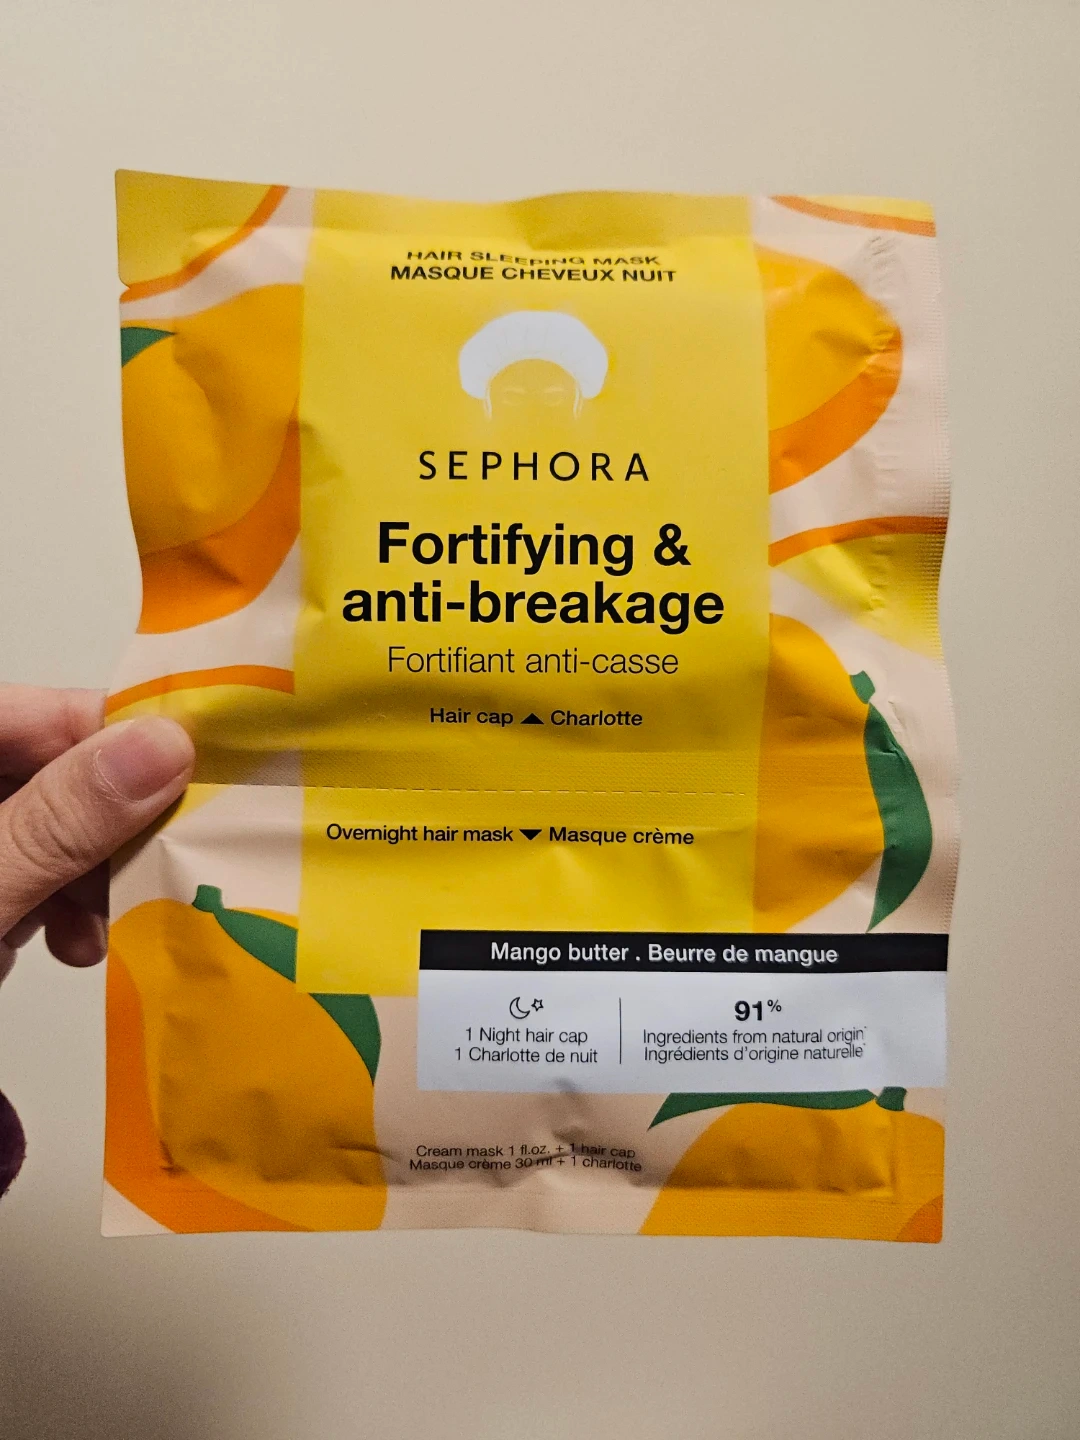 HAIR SLEEPING MASK
MASQUE CHEVEUX NUIT
SEPHORA
Fortifying &
anti-breakage
Fortifiant anti-casse
Hair cap ▲ Charlotte
Overnight hair mask ▼ Masque crème
Mango butter . Beurre de mangue
1 Night hair cap
1 Charlotte de nuit
91%
Ingredients from natural origin*
Ingrédients d'origine naturelle*
Cream mask 1 fl.oz. + 1 hair cap
Masque crème 30 ml + 1 charlotte